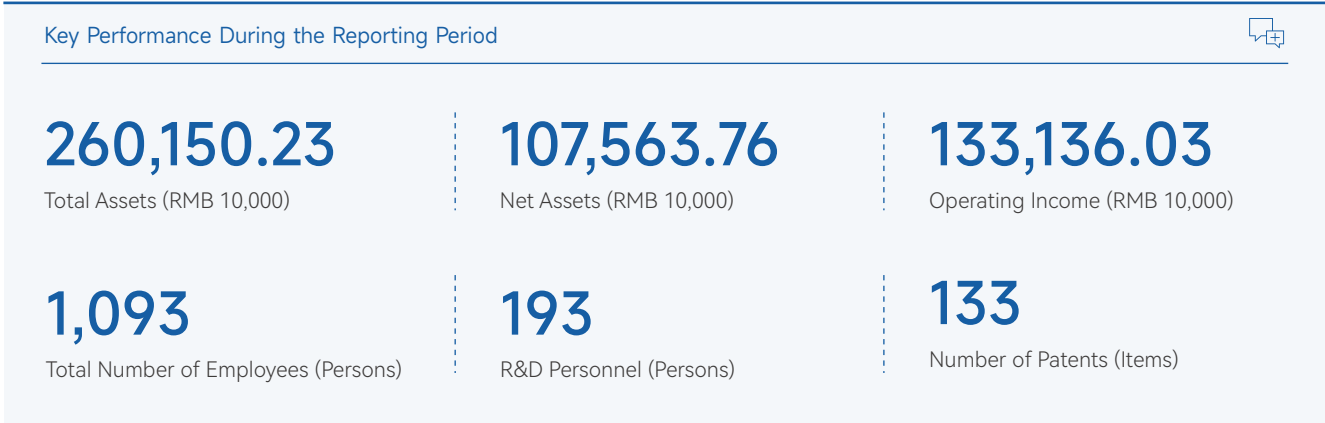 Key Performance During the Reporting Period
260,150.23
Total Assets (RMB 10,000)
107,563.76
Net Assets (RMB 10,000)
133,136.03
Operating Income (RMB 10,000)
1,093
Total Number of Employees (Persons)
193
R&D Personnel (Persons)
133
Number of Patents (Items)